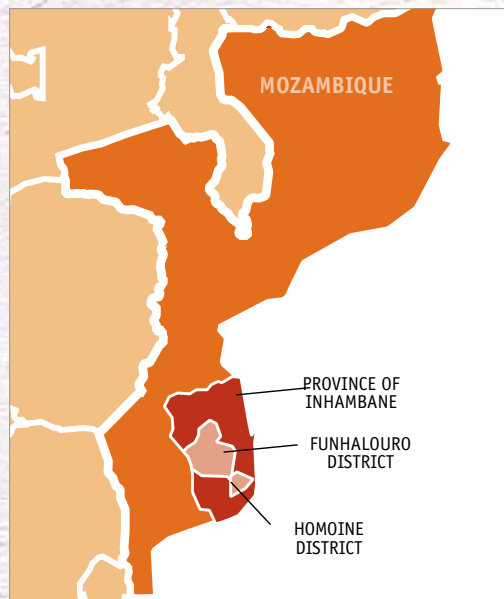 MOZAMBIQUE
PROVINCE OF
INHAMBANE
FUNHALOURO
DISTRICT
HOMOINE
DISTRICT